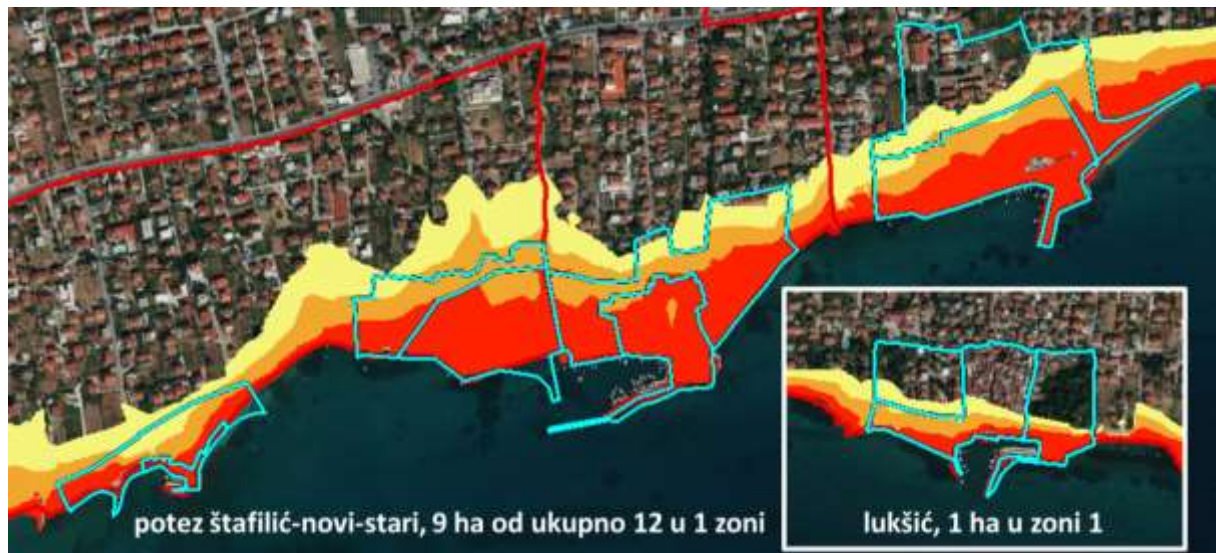 potez štafilić-novi-stari, 9 ha od ukupno 12 u 1 zoni
lukšić, 1 ha u zoni 1